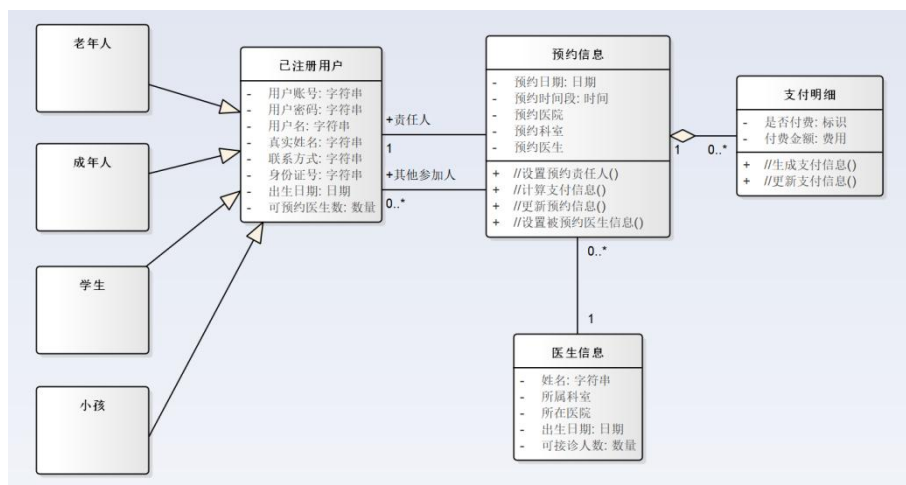 老年人
成年人
学生
小孩
已注册用户
- 用户账号: 字符串
- 用户密码: 字符串
- 用户名: 字符串
- 真实姓名: 字符串
- 联系方式: 字符串
- 身份证号: 字符串
- 出生日期: 日期
- 可预约医生数: 数量
+责任人
1
+其他参加人
0..*
预约信息
- 预约日期: 日期
- 预约时间段: 时间
- 预约医院
- 预约科室
- 预约医生
+ //设置预约责任人()
+ //计算支付信息()
+ //更新预约信息()
+ //设置被预约医生信息()
1
0..*
支付明细
- 是否付费: 标识
- 付费金额: 费用
+ //生成支付信息()
+ //更新支付信息()
0..*
1
医生信息
- 姓名: 字符串
- 所属科室
- 所在医院
- 出生日期: 日期
- 可接诊人数: 数量